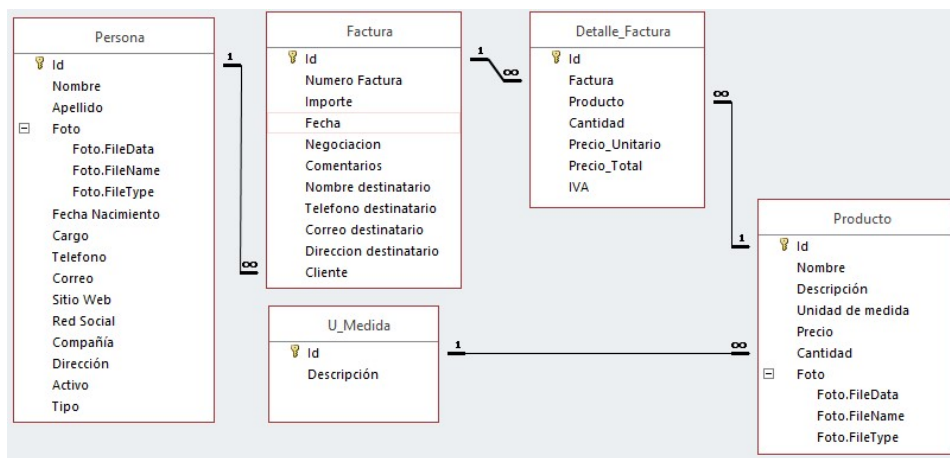 Persona
Id
Nombre
Apellido
Foto
Foto.FileData
Foto.FileName
Foto.FileType
Fecha Nacimiento
Cargo
Telefono
Correo
Sitio Web
Red Social
Compañía
Dirección
Activo
Tipo
1
∞
Factura
Id
Numero Factura
Importe
Fecha
Negociacion
Comentarios
Nombre destinatario
Telefono destinatario
Correo destinatario
Direccion destinatario
Cliente
1
∞
Detalle_Factura
Id
Factura
Producto
Cantidad
Precio_Unitario
Precio_Total
IVA
∞
1
U_Medida
Id
Descripción
1
∞
Producto
Id
Nombre
Descripción
Unidad de medida
Precio
Cantidad
Foto
Foto.FileData
Foto.FileName
Foto.FileType